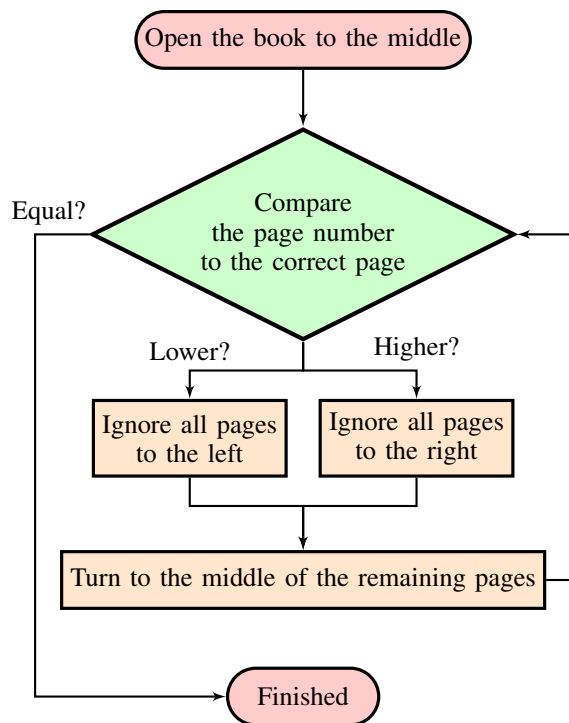 Open the book to the middle
Equal?
Compare
the page number
to the correct page
Lower?
Higher?
Ignore all pages
to the left
Ignore all pages
to the right
Turn to the middle of the remaining pages
Finished